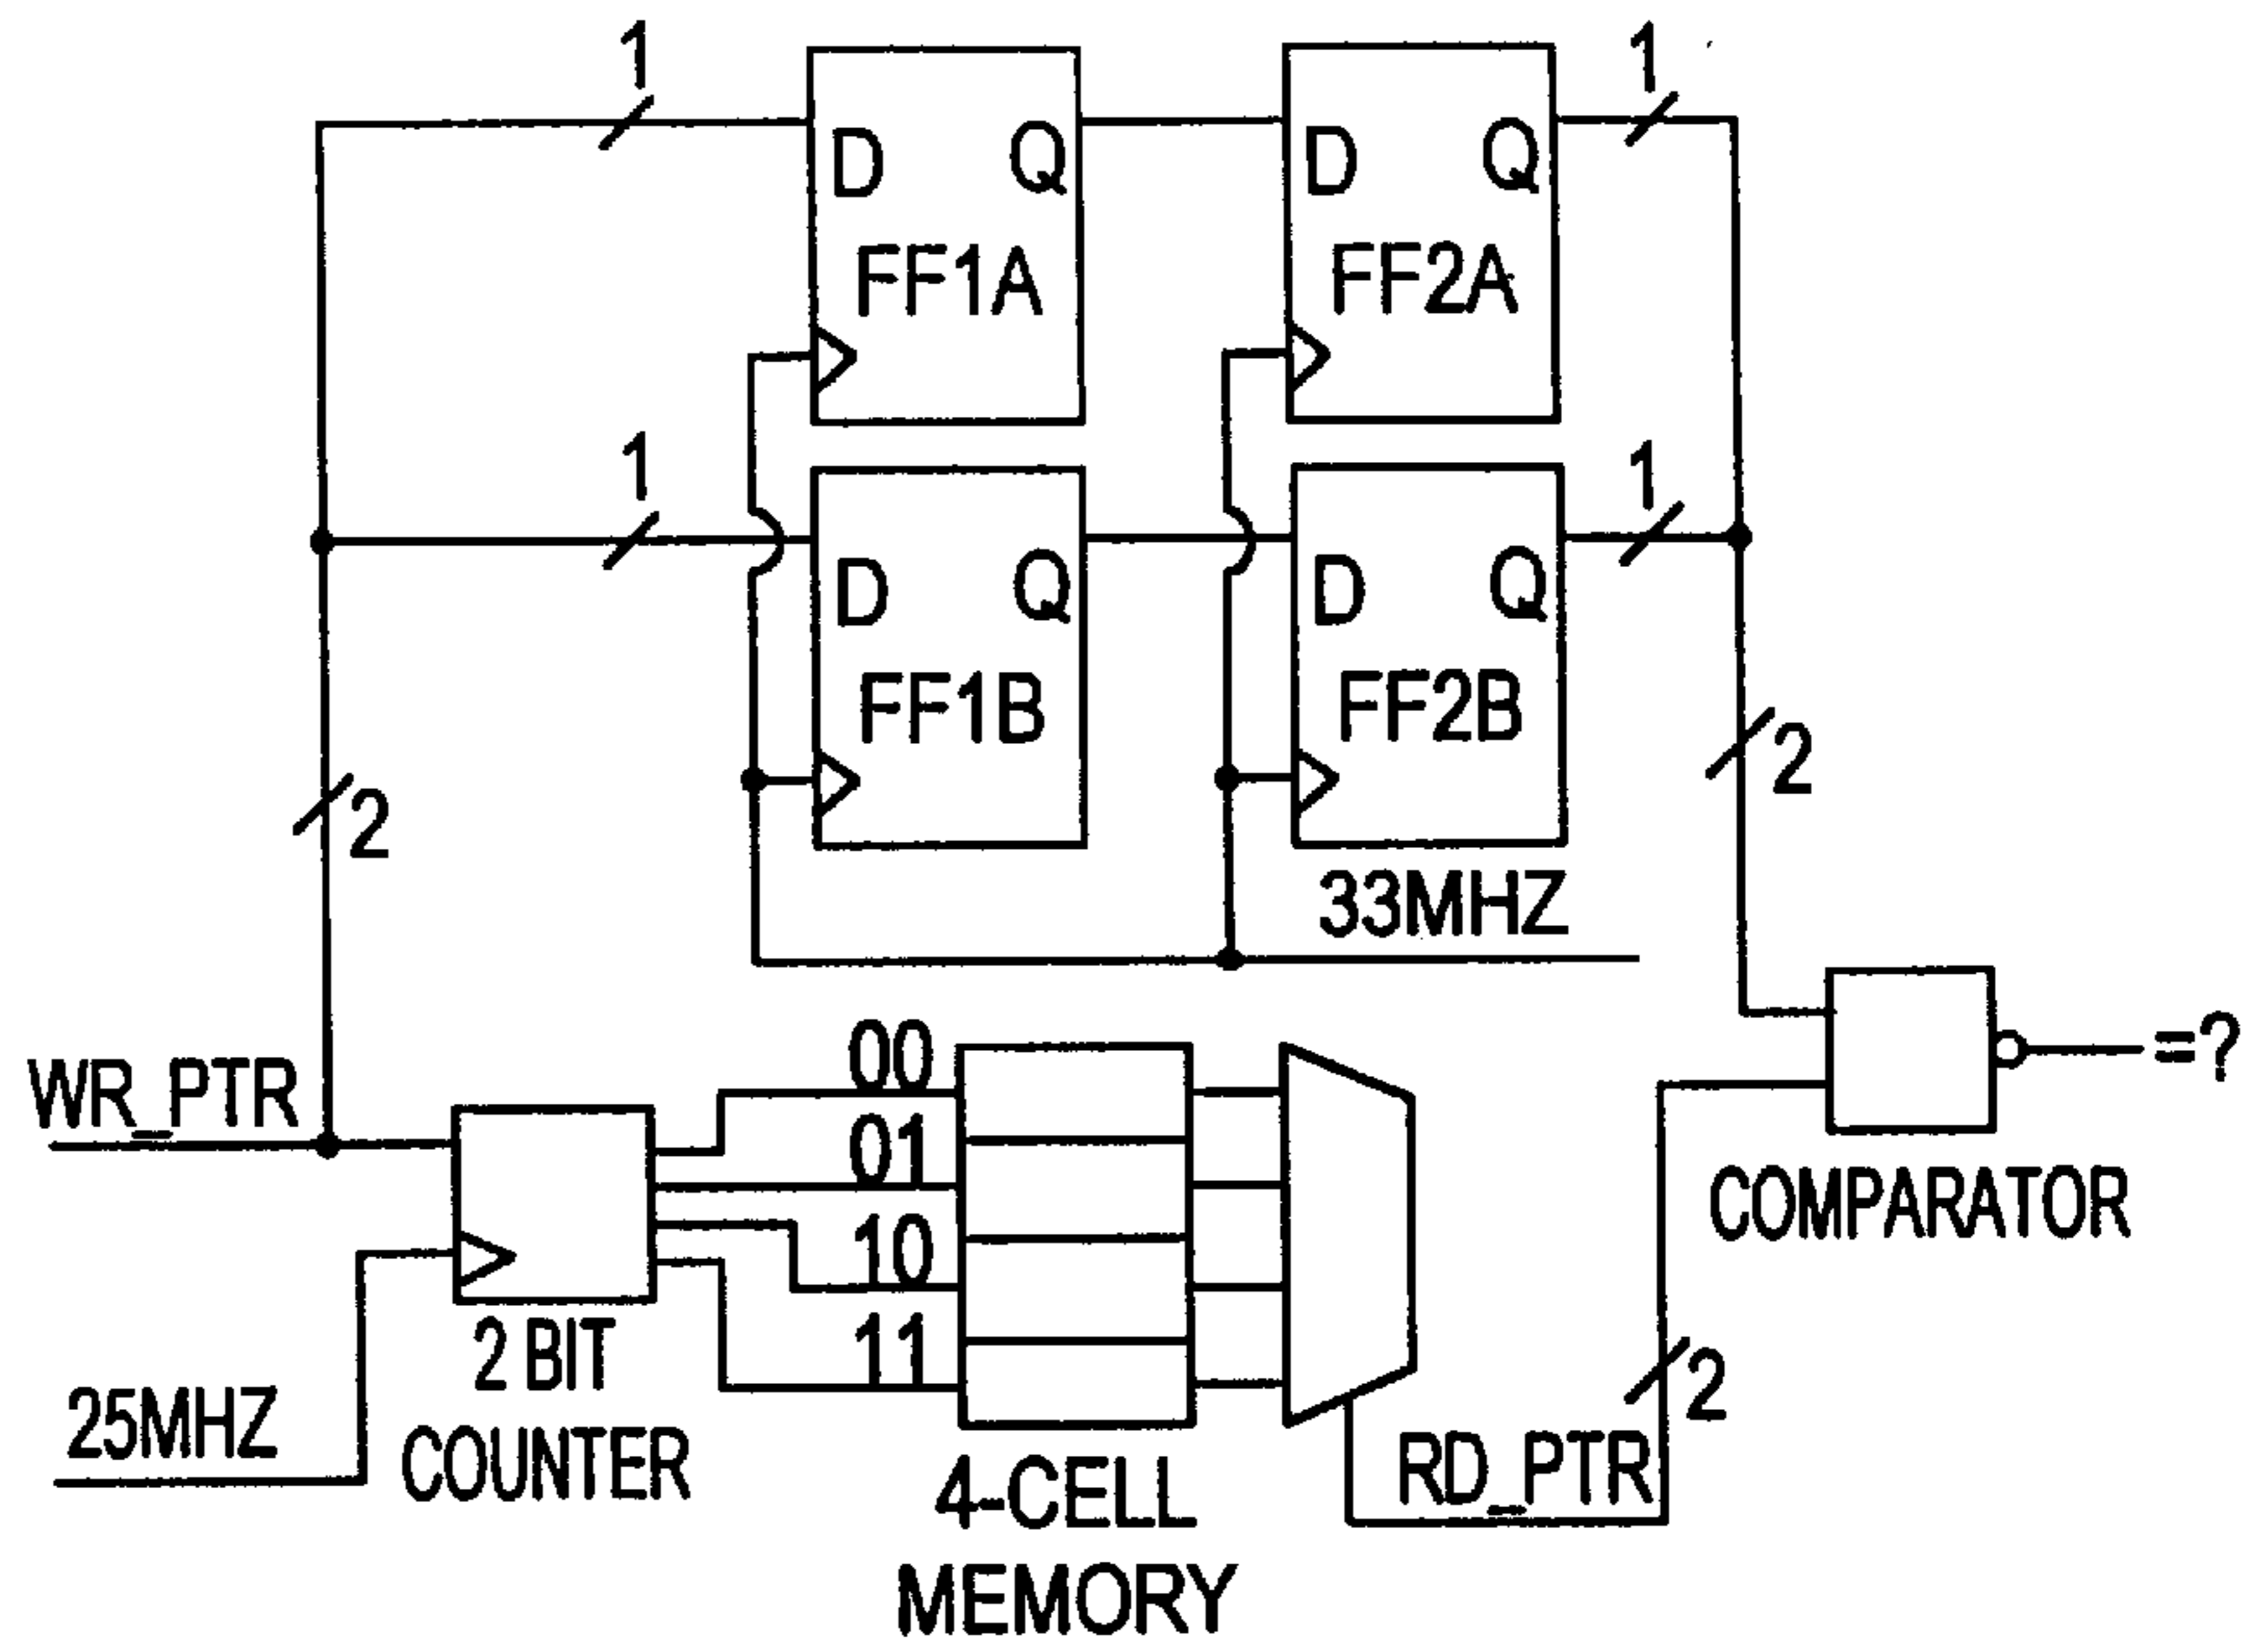 1
1
D Q
FF1A
D Q
FF2A
1
1
D Q
FF1B
D Q
FF2B
2
2
33MHZ
WR_PTR
00
01
10
11
=?
COMPARATOR
2 BIT
COUNTER
25MHZ
4-CELL
MEMORY
RD_PTR
2